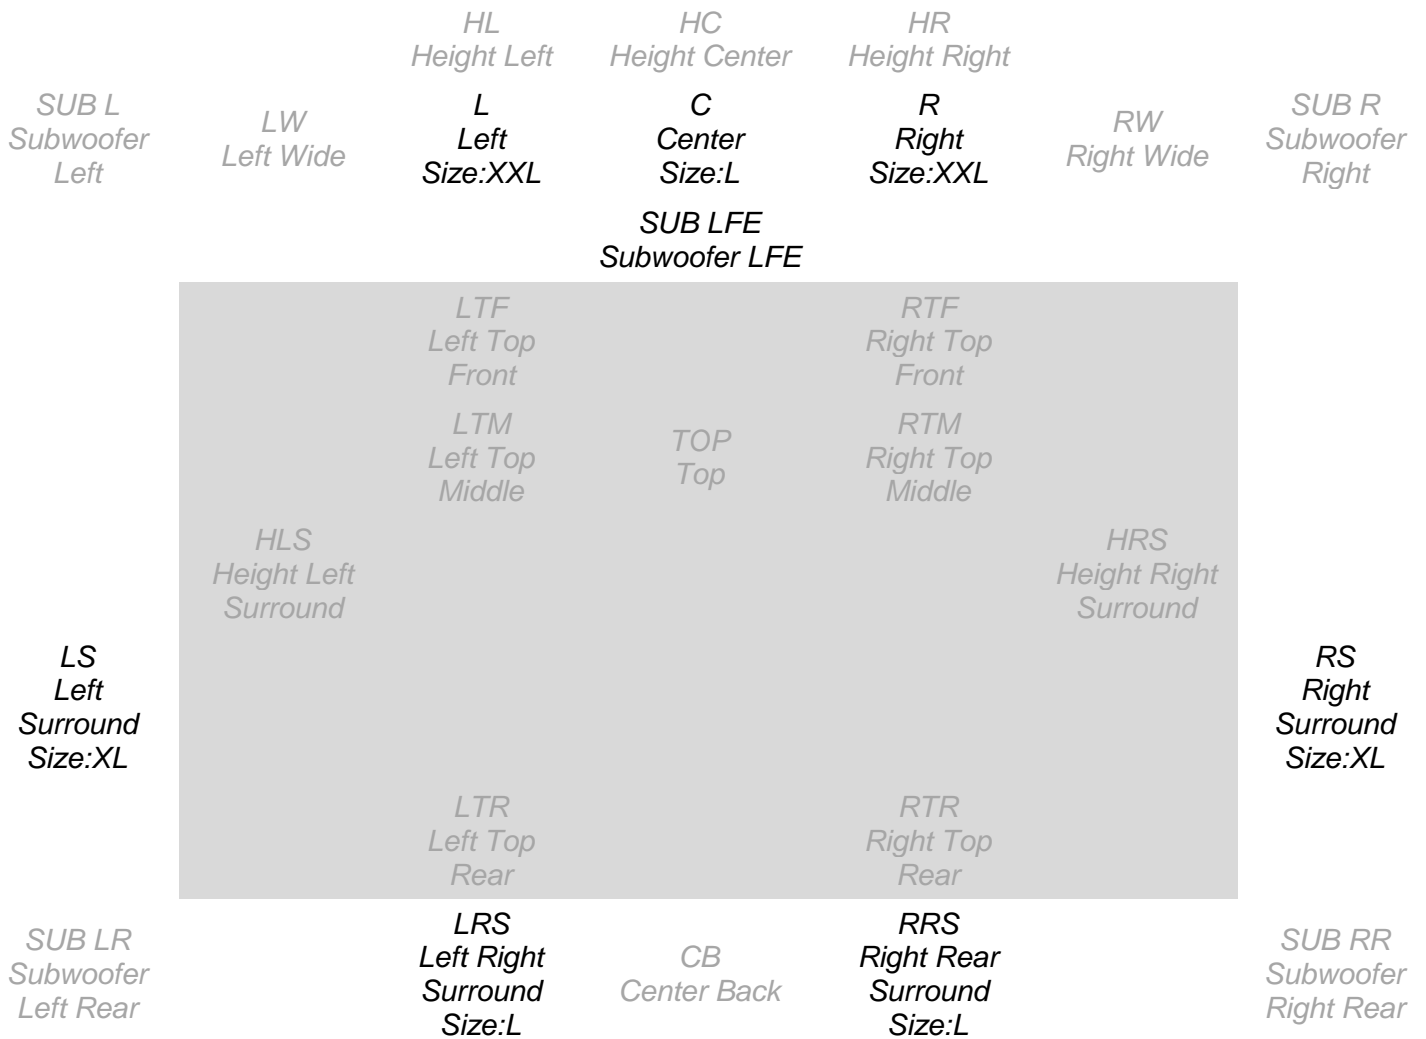 HL
Height Left
HC
Height Center
HR
Height Right
SUB L
Subwoofer
Left
LW
Left Wide
L
Left
Size:XXL
C
Center
Size:L
R
Right
Size:XXL
RW
Right Wide
SUB R
Subwoofer
Right
SUB LFE
Subwoofer LFE
LTF
Left Top
Front
RTF
Right Top
Front
LTM
Left Top
Middle
TOP
Top
RTM
Right Top
Middle
HLS
Height Left
Surround
HRS
Height Right
Surround
LS
Left
Surround
Size:XL
RS
Right
Surround
Size:XL
LTR
Left Top
Rear
RTR
Right Top
Rear
SUB LR
Subwoofer
Left Rear
LRS
Left Right
Surround
Size:L
CB
Center Back
RRS
Right Rear
Surround
Size:L
SUB RR
Subwoofer
Right Rear